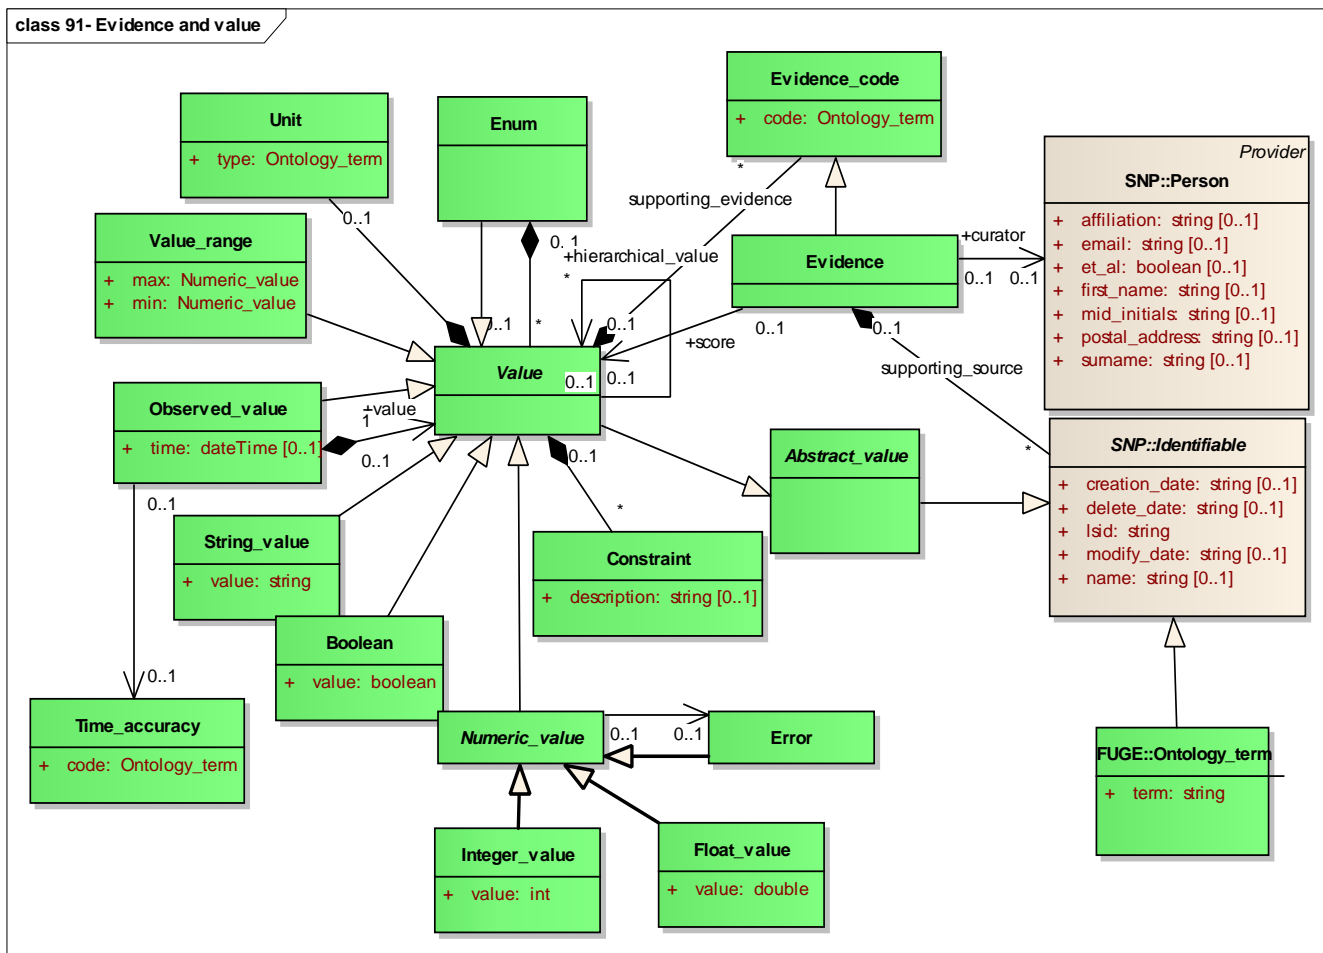 class 91- Evidence and value
Evidence_code
+ code: Ontology_term
Unit
+ type: Ontology_term
Enum
Provider
SNP::Person
+ affiliation: string [0..1]
+ email: string [0..1]
+ et_al: boolean [0..1]
+ first_name: string [0..1]
+ mid_initials: string [0..1]
+ postal_address: string [0..1]
+ surname: string [0..1]
*
supporting_evidence
0..1
Value_range
+ max: Numeric_value
+ min: Numeric_value
0..1
+hierarchical_value
*
Evidence
+curator
0..1
0..1
0..1
*
0..1
0..1
+score
0..1
supporting_source
Value
0..1
0..1
Observed_value
+ time: dateTime [0..1]
+value
1
0..1
0..1
*
SNP::Identifiable
+ creation_date: string [0..1]
+ delete_date: string [0..1]
+ lsid: string
+ modify_date: string [0..1]
+ name: string [0..1]
Abstract_value
0..1
*
String_value
+ value: string
Constraint
+ description: string [0..1]
Boolean
+ value: boolean
0..1
Time_accuracy
+ code: Ontology_term
Numeric_value
0..1
0..1
Error
FUGE::Ontology_term
+ term: string
Integer_value
+ value: int
Float_value
+ value: double